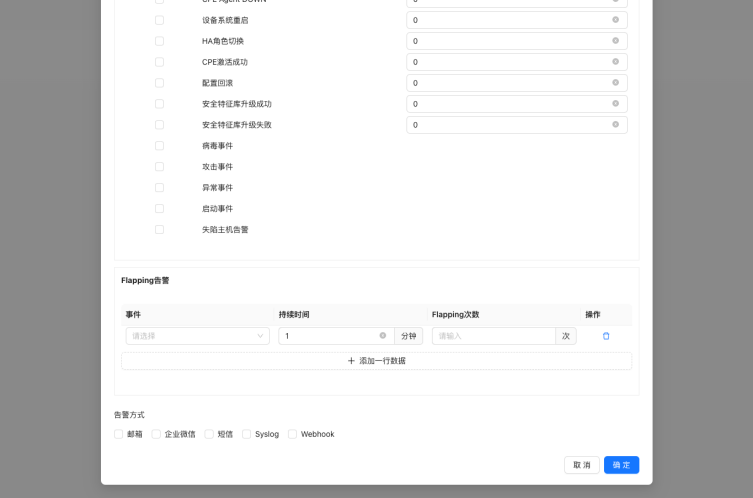 CPE Agent DOWN 0
设备系统重启 0
HA角色切换 0
CPE激活成功 0
配置回滚 0
安全特征库升级成功 0
安全特征库升级失败 0
病毒事件
攻击事件
异常事件
启动事件
失陷主机告警
Flapping告警
事件 持续时间 Flapping次数 操作
请选择 1 分钟 请输入 次
+ 添加一行数据
告警方式
邮箱 企业微信 短信 Syslog Webhook
取 消 确 定